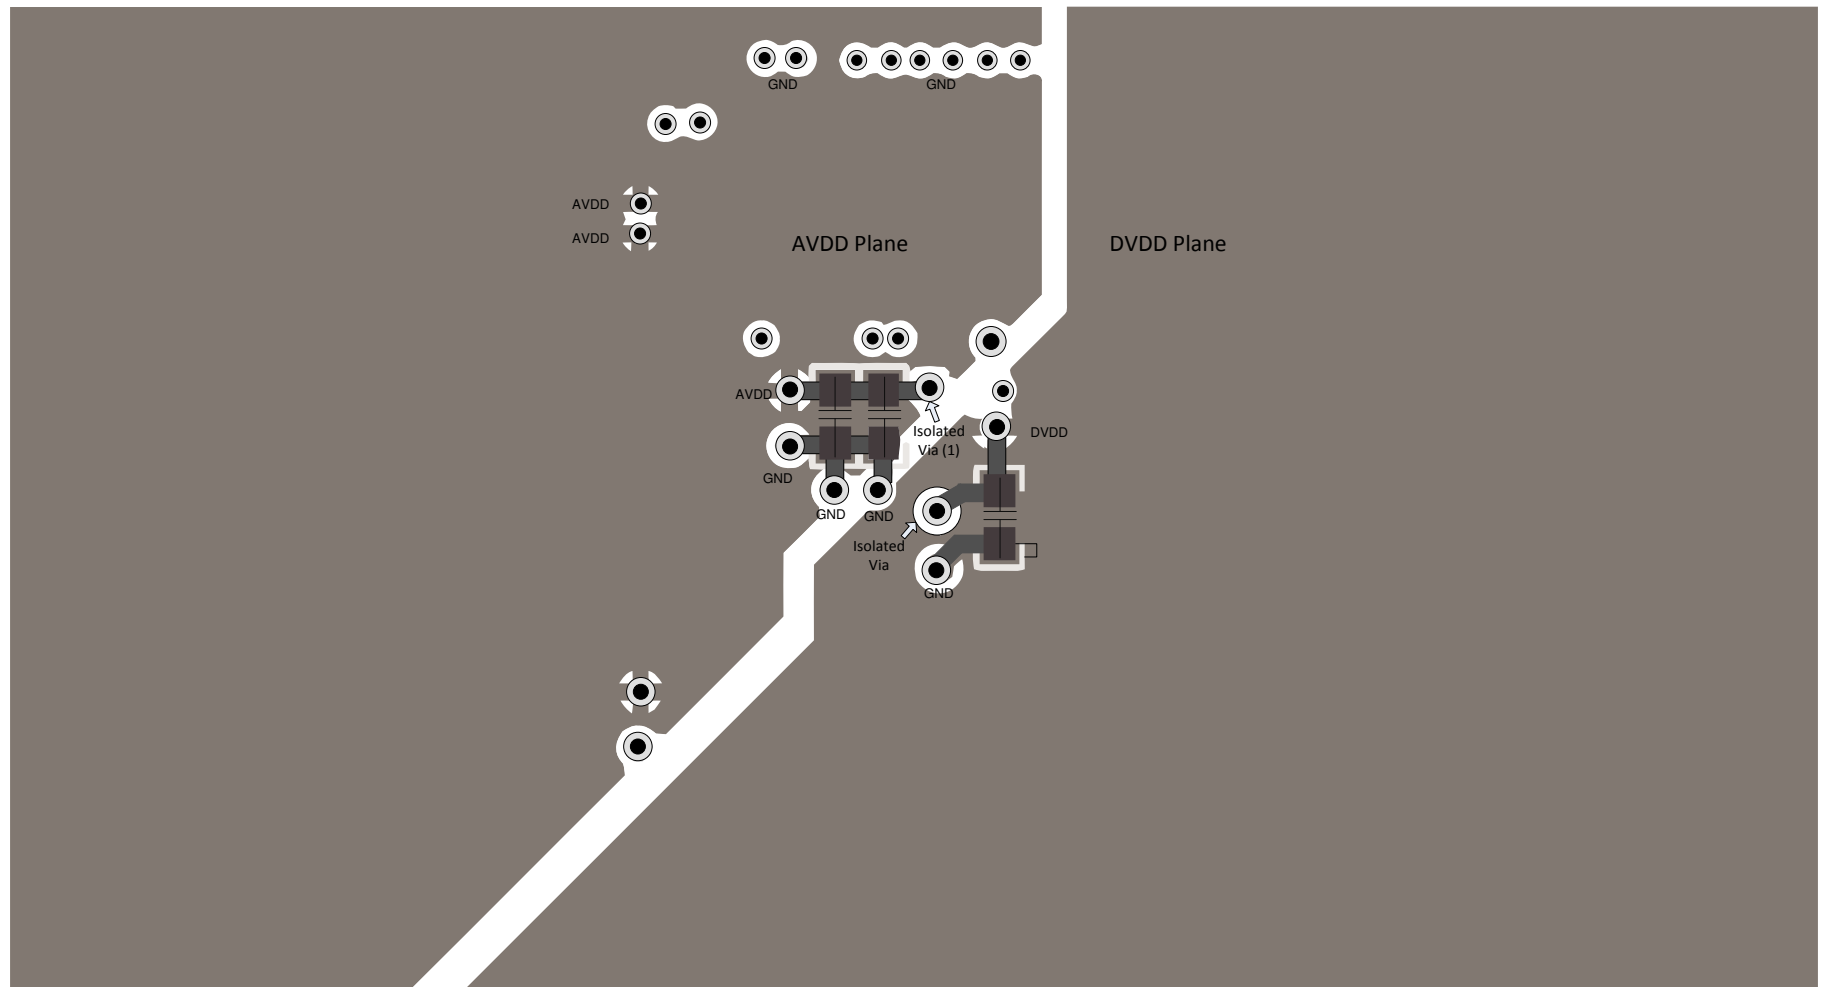 GND
GND
AVDD
AVDD
AVDD Plane
DVDD Plane
AVDD
Isolated
Via (1)
DVDD
GND
GND
GND
Isolated
Via
GND